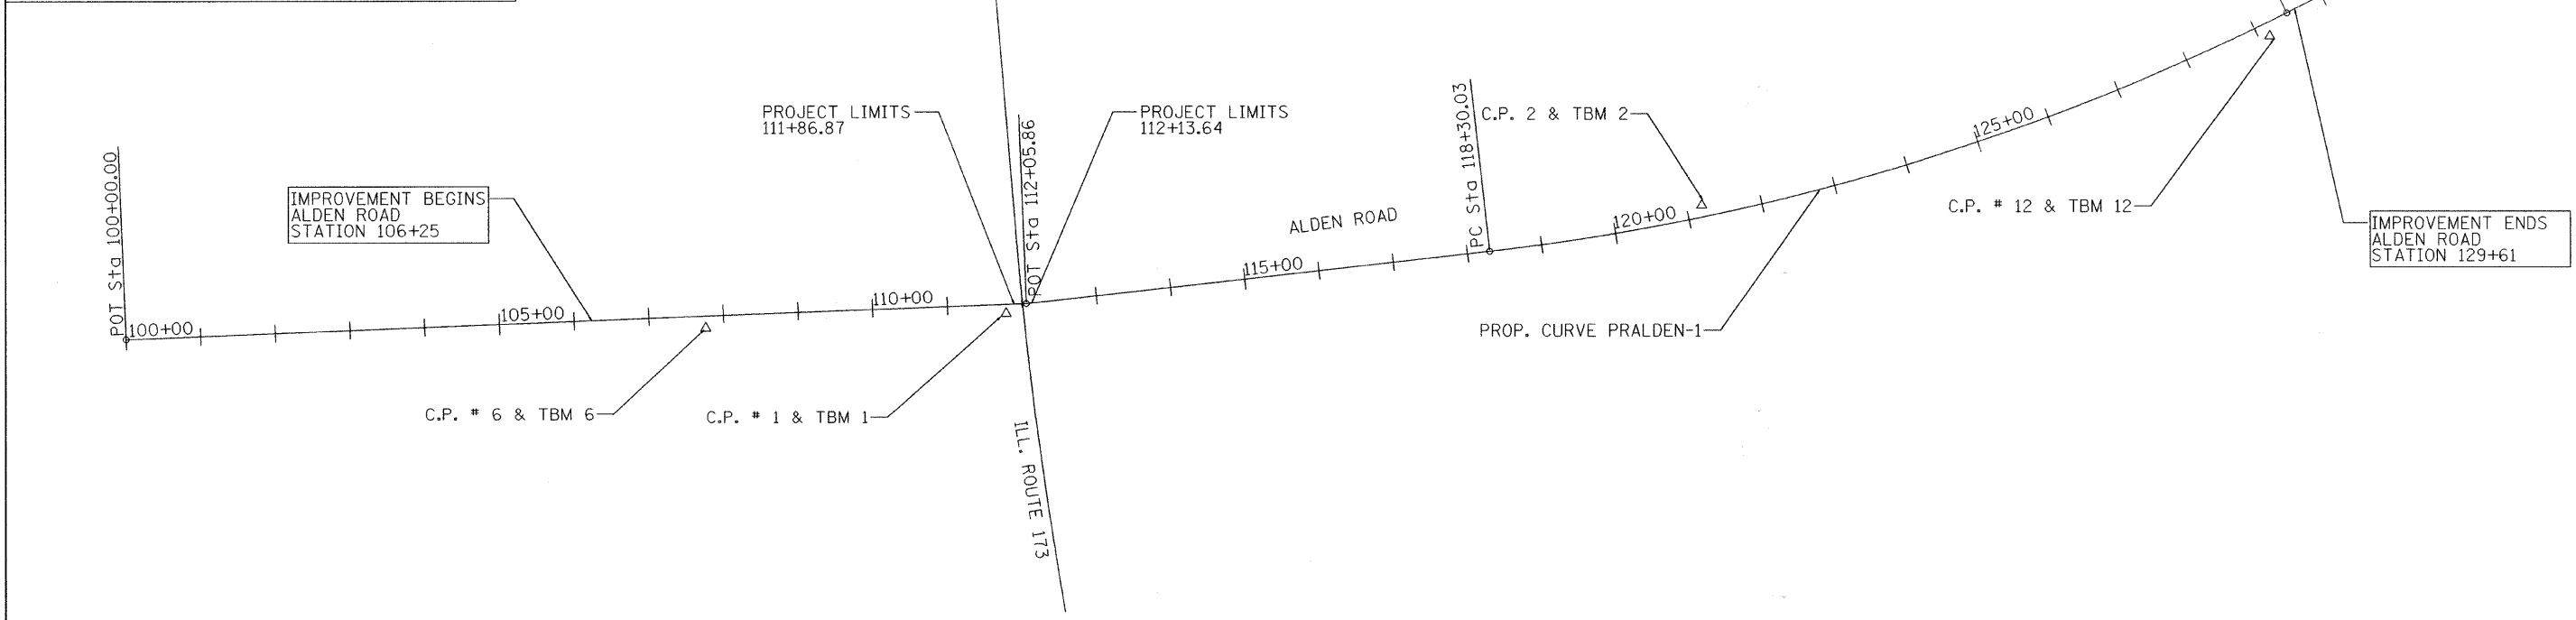 PROJECT LIMITS
111+86.87
PROJECT LIMITS
112+13.64
C.P. 2 & TBM 2
POT Sta 100+00.00
IMPROVEMENT BEGINS
ALDEN ROAD
STATION 106+25
POT Sta 112+05.86
PC Sta 118+30.03
ALDEN ROAD
C.P. # 12 & TBM 12
IMPROVEMENT ENDS
ALDEN ROAD
STATION 129+61
100+00
105+00
110+00
115+00
120+00
125+00
PROP. CURVE PRALDEN-1
C.P. # 6 & TBM 6
C.P. # 1 & TBM 1
ILL. ROUTE 173